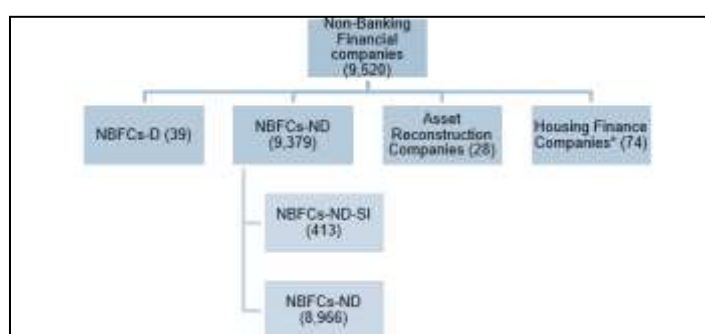 Non-Banking
Financial
companies
(9,520)
NBFCs-D (39)
NBFCs-ND
(9,379)
Asset
Reconstruction
Companies (28)
Housing Finance
Companies* (74)
NBFCs-ND-SI
(413)
NBFCs-ND
(8,966)